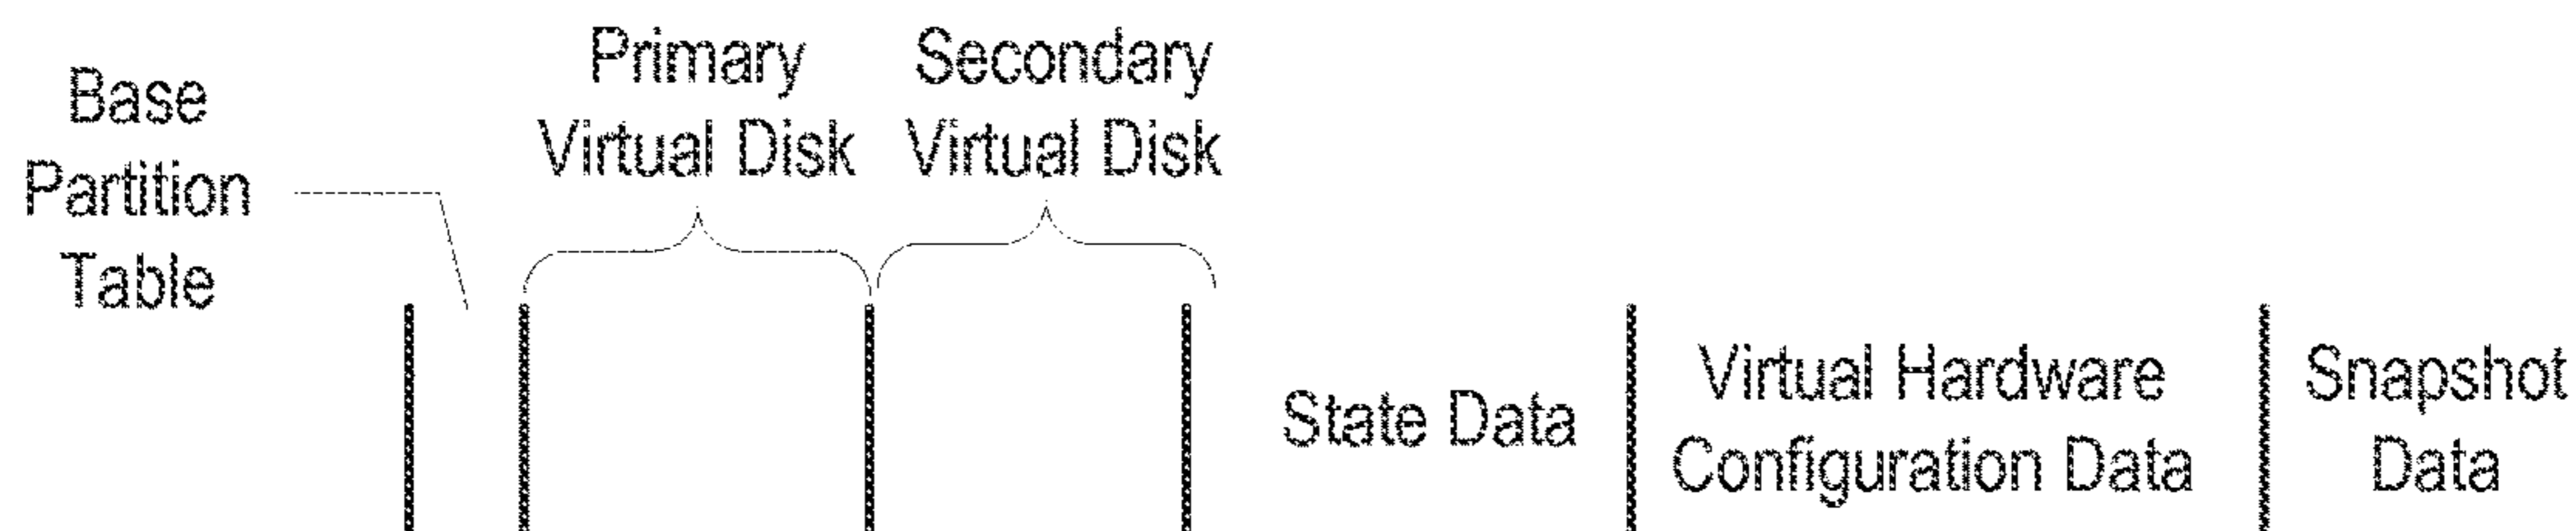 Base
Partition
Table
Primary
Virtual Disk
Secondary
Virtual Disk
State Data
Virtual Hardware
Configuration Data
Snapshot
Data